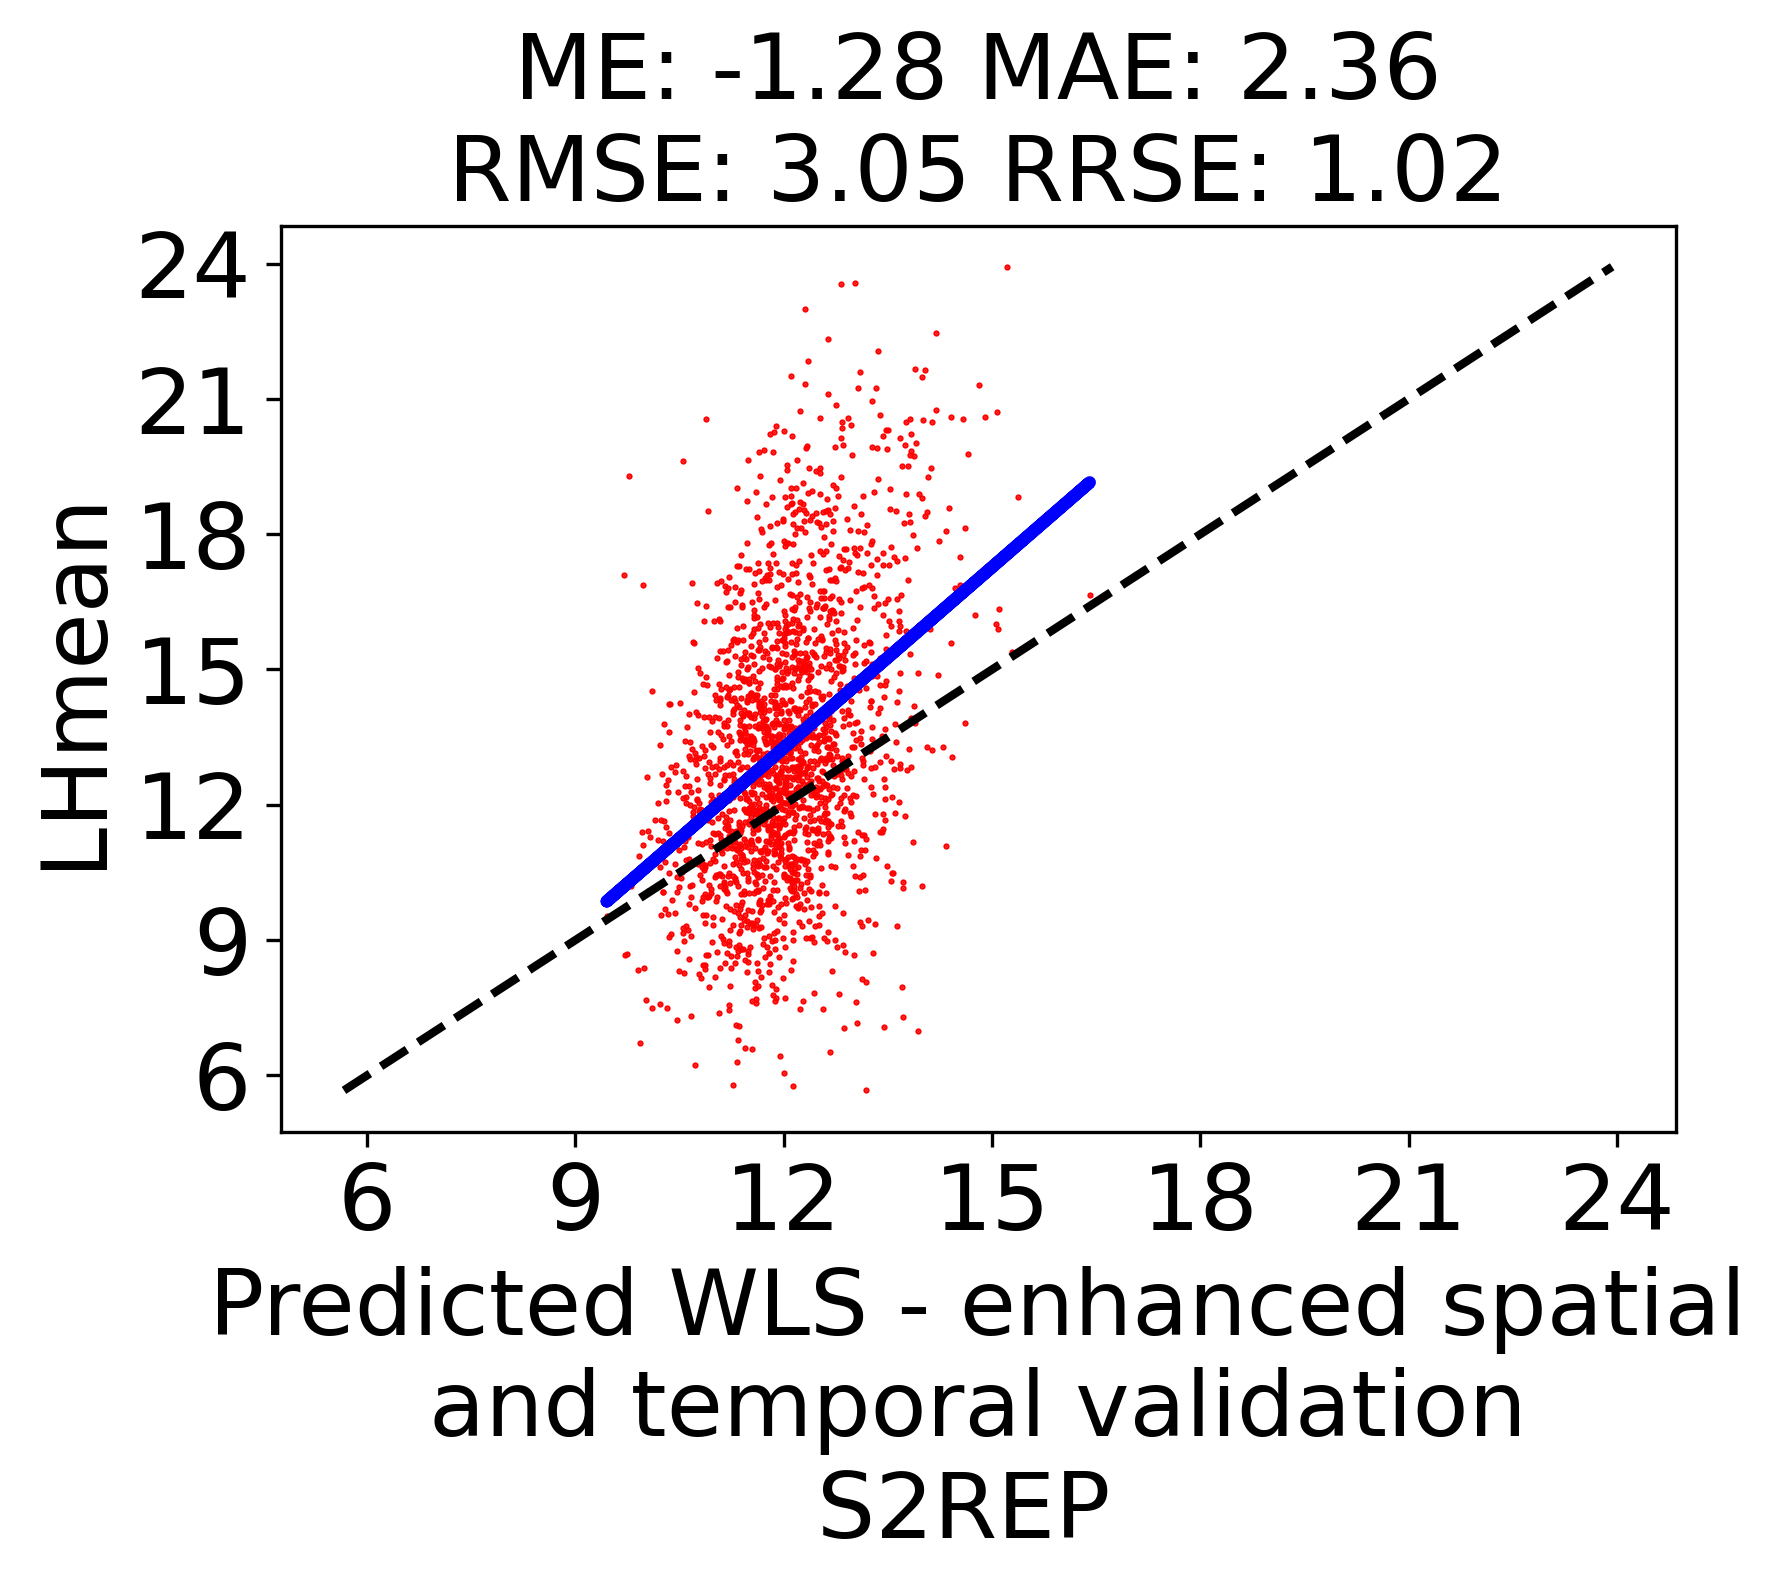 ME: -1.28 MAE: 2.36
RMSE: 3.05 RRSE: 1.02
24
21
18
15
12
9
6
LHmean
6 9 12 15 18 21 24
Predicted WLS - enhanced spatial
and temporal validation
S2REP